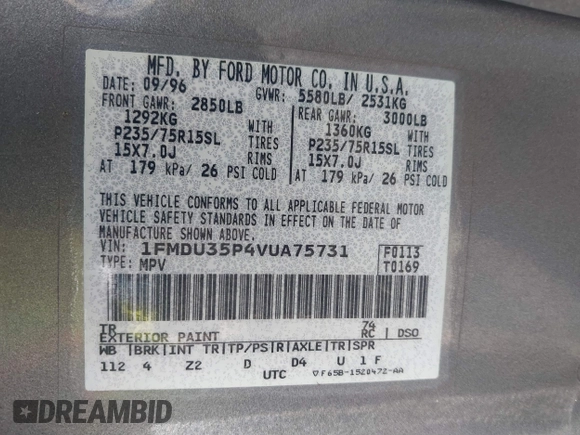 MFD. BY FORD MOTOR CO. IN U.S.A.
DATE: 09/96 GVWR: 5580LB/ 2531KG
FRONT GAWR: 2850LB REAR GAWR: 3000LB
1292KG WITH 1360KG WITH
P235/75R15SL TIRES P235/75R15SL TIRES
15X7.0J RIMS 15X7.0J RIMS
AT 179 kPa/ 26 PSI COLD AT 179 kPa/ 26 PSI COLD
THIS VEHICLE CONFORMS TO ALL APPLICABLE FEDERAL MOTOR
VEHICLE SAFETY STANDARDS IN EFFECT ON THE DATE OF
MANUFACTURE SHOWN ABOVE.
VIN: 1FMDU35P4VUA75731 F0113
TYPE: MPV T0169
TR 74
EXTERIOR PAINT RC DSO
WB BRK INT TR TP/PS R AXLE TR SPR
112 4 Z2 D D4 U 1 F
UTC ▽F65B-1520472-AA
DREAMBID